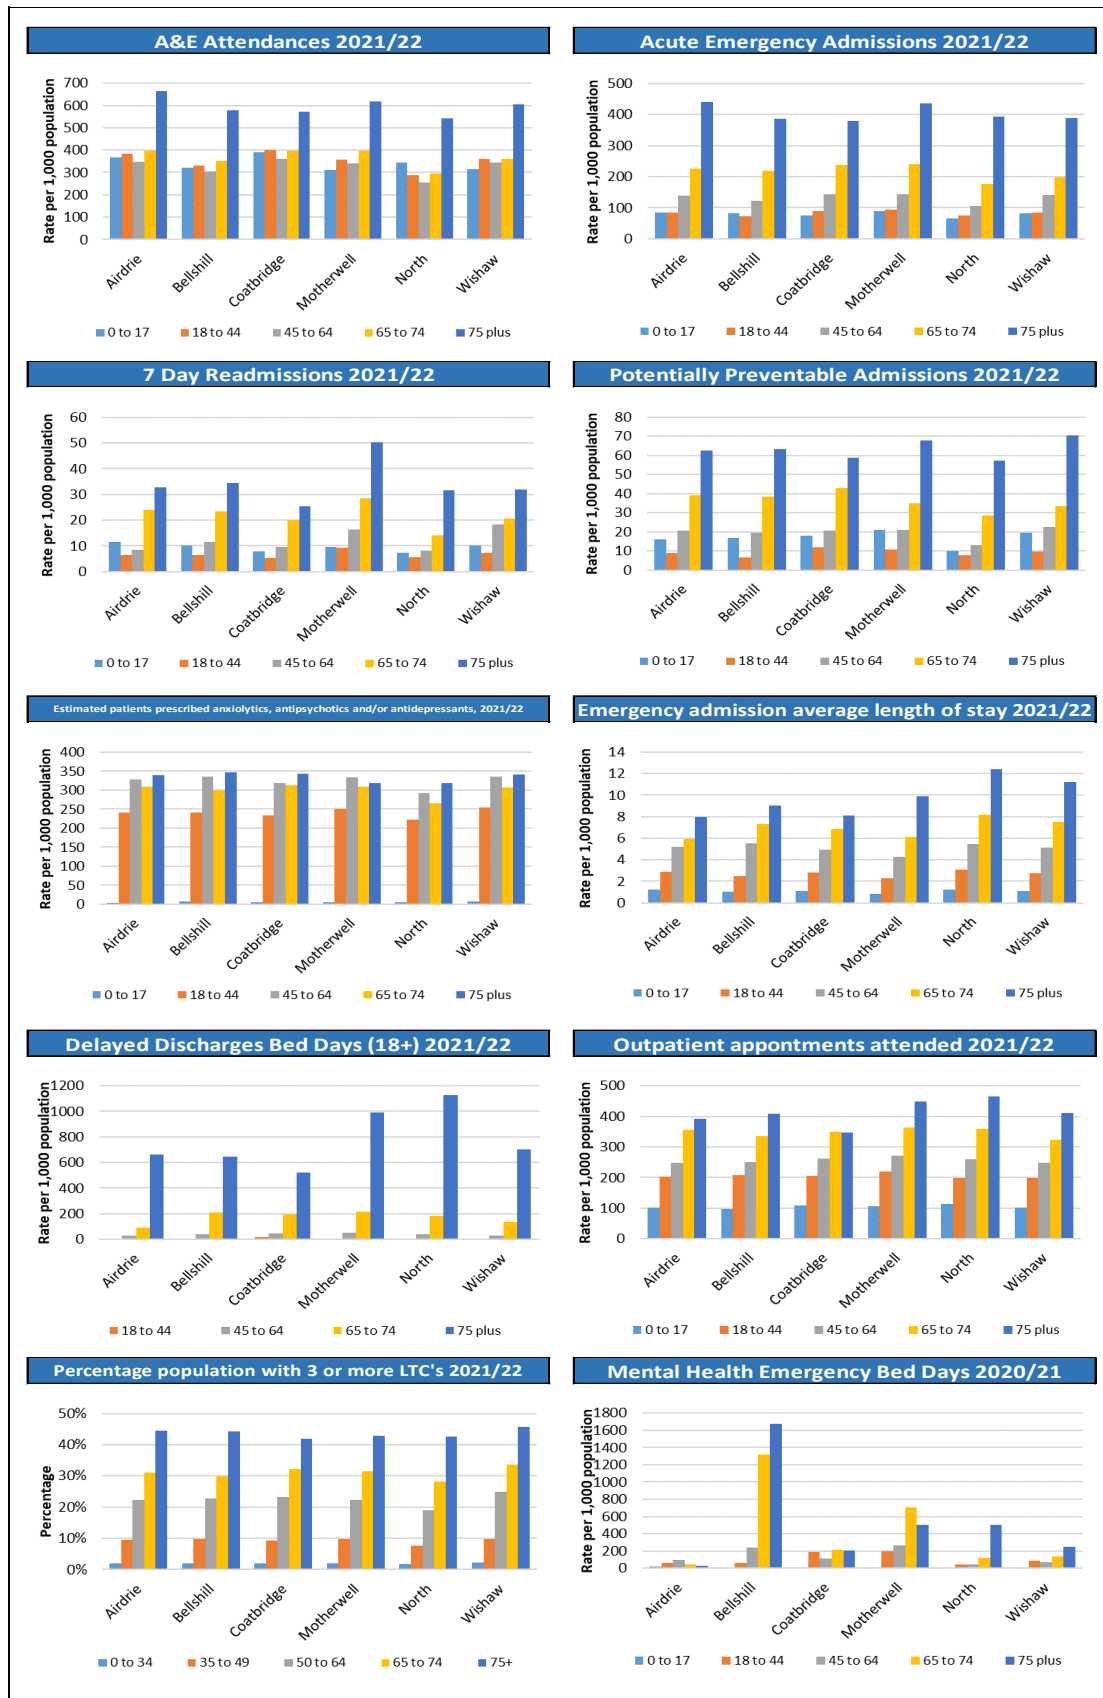 A&E Attendances 2021/22
Rate per 1,000 population
700
600
500
400
300
200
100
0
Airdrie
Bellshill
Coatbridge
Motherwell
North
Wishaw
0 to 17 18 to 44 45 to 64 65 to 74 75 plus
Acute Emergency Admissions 2021/22
Rate per 1,000 population
500
400
300
200
100
0
Airdrie
Bellshill
Coatbridge
Motherwell
North
Wishaw
0 to 17 18 to 44 45 to 64 65 to 74 75 plus
7 Day Readmissions 2021/22
Rate per 1,000 population
60
50
40
30
20
10
0
Airdrie
Bellshill
Coatbridge
Motherwell
North
Wishaw
0 to 17 18 to 44 45 to 64 65 to 74 75 plus
Potentially Preventable Admissions 2021/22
Rate per 1,000 population
80
70
60
50
40
30
20
10
0
Airdrie
Bellshill
Coatbridge
Motherwell
North
Wishaw
0 to 17 18 to 44 45 to 64 65 to 74 75 plus
Estimated patients prescribed anxiolytics, antipsychotics and/or antidepressants, 2021/22
Rate per 1,000 population
400
350
300
250
200
150
100
50
0
Airdrie
Bellshill
Coatbridge
Motherwell
North
Wishaw
0 to 17 18 to 44 45 to 64 65 to 74 75 plus
Emergency admission average length of stay 2021/22
Rate per 1,000 population
14
12
10
8
6
4
2
0
Airdrie
Bellshill
Coatbridge
Motherwell
North
Wishaw
0 to 17 18 to 44 45 to 64 65 to 74 75 plus
Delayed Discharges Bed Days (18+) 2021/22
Rate per 1,000 population
1200
1000
800
600
400
200
0
Airdrie
Bellshill
Coatbridge
Motherwell
North
Wishaw
18 to 44 45 to 64 65 to 74 75 plus
Outpatient appontments attended 2021/22
Rate per 1,000 population
500
400
300
200
100
0
Airdrie
Bellshill
Coatbridge
Motherwell
North
Wishaw
0 to 17 18 to 44 45 to 64 65 to 74 75 plus
Percentage population with 3 or more LTC's 2021/22
Percentage
50%
40%
30%
20%
10%
0%
Airdrie
Bellshill
Coatbridge
Motherwell
North
Wishaw
0 to 34 35 to 49 50 to 64 65 to 74 75+
Mental Health Emergency Bed Days 2020/21
Rate per 1,000 population
1800
1600
1400
1200
1000
800
600
400
200
0
Airdrie
Bellshill
Coatbridge
Motherwell
North
Wishaw
0 to 17 18 to 44 45 to 64 65 to 74 75 plus